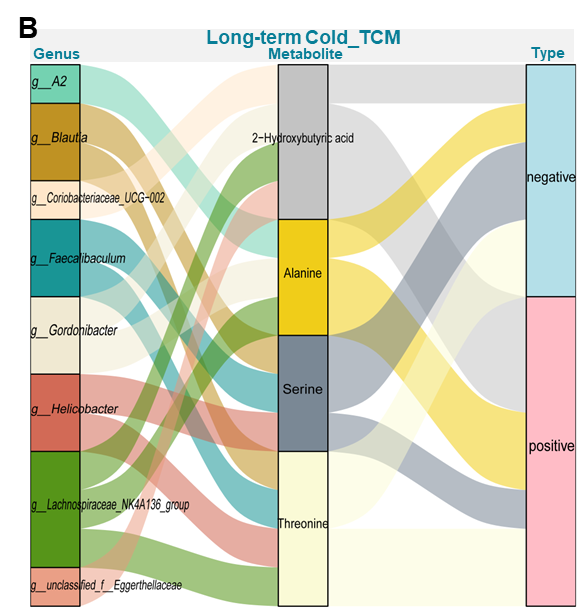 B
Long-term Cold_TCM
Genus Metabolite Type
g__A2
g__Blautia
g__Coriobacteriaceae_UCG−002
g__Faecalibaculum
g__Gordonibacter
g__Helicobacter
g__Lachnospiraceae_NK4A136_group
g__unclassified_f__Eggerthellaceae
2−Hydroxybutyric acid
Alanine
Serine
Threonine
negative
positive